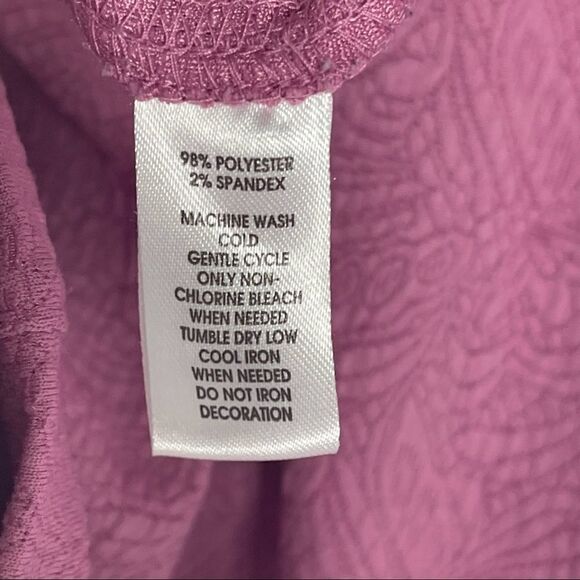 98% POLYESTER
2% SPANDEX
MACHINE WASH
COLD
GENTLE CYCLE
ONLY NON-
CHLORINE BLEACH
WHEN NEEDED
TUMBLE DRY LOW
COOL IRON
WHEN NEEDED
DO NOT IRON
DECORATION